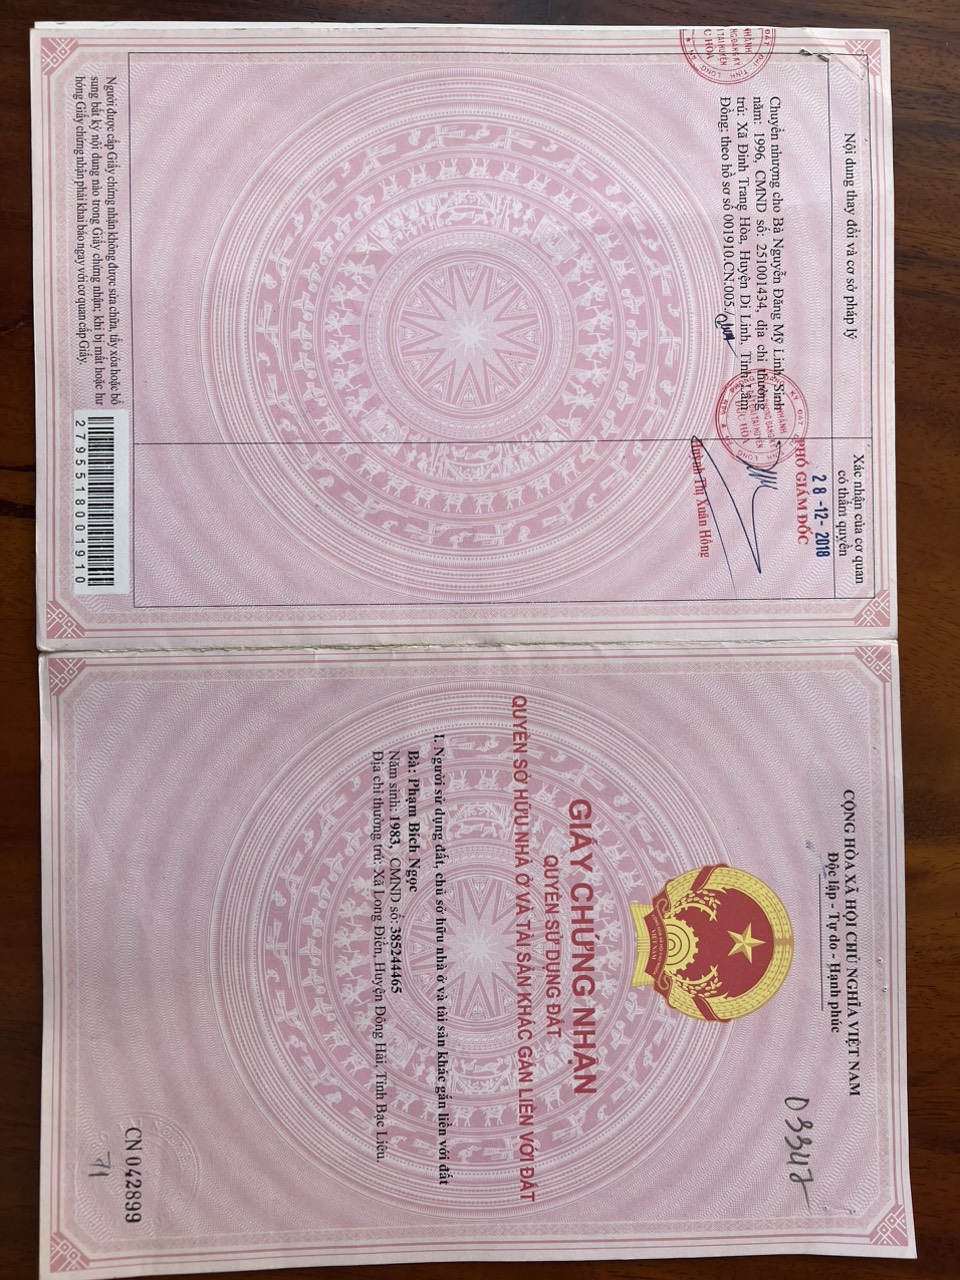 Nội dung thay đổi và cơ sở pháp lý
Xác nhận của cơ quan
có thẩm quyền
Chuyển nhượng cho Bà Nguyễn Đăng Mỹ Linh, Sinh
năm: 1996, CMND số: 251001434, địa chỉ thường
trú: Xã Đinh Trang Hòa, Huyện Di Linh, Tỉnh Lâm
Đồng; theo hồ sơ số 001910.CN.005./.
28-12-2018
PHÓ GIÁM ĐỐC
Huỳnh Thị Xuân Hồng
Người được cấp Giấy chứng nhận không được sửa chữa, tẩy xóa hoặc bổ
sung bất kỳ nội dung nào trong Giấy chứng nhận; khi bị mất hoặc hư
hỏng Giấy chứng nhận phải khai báo ngay với cơ quan cấp Giấy.
2795518001910
CỘNG HÒA XÃ HỘI CHỦ NGHĨA VIỆT NAM
Độc lập - Tự do - Hạnh phúc
VIỆT NAM
GIẤY CHỨNG NHẬN
QUYỀN SỬ DỤNG ĐẤT
QUYỀN SỞ HỮU NHÀ Ở VÀ TÀI SẢN KHÁC GẮN LIỀN VỚI ĐẤT
I. Người sử dụng đất, chủ sở hữu nhà ở và tài sản khác gắn liền với đất
Bà: Phạm Bích Ngọc
Năm sinh: 1983, CMND số: 385244465
Địa chỉ thường trú: Xã Long Điền, Huyện Đông Hải, Tỉnh Bạc Liêu.
CN 042899
71